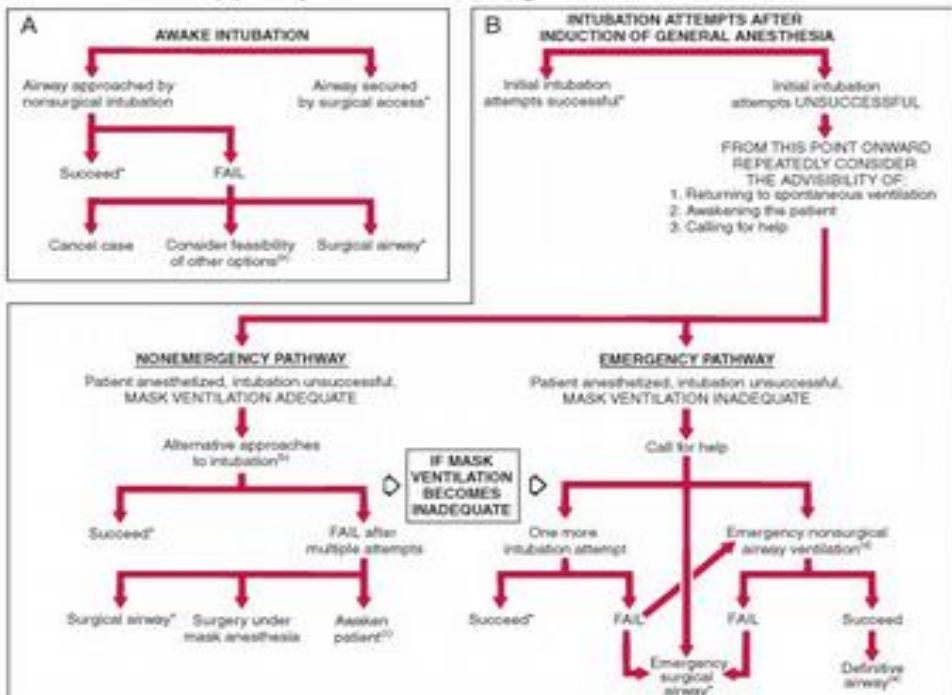 A
AWAKE INTUBATION
Airway approached by
nonsurgical intubation
Airway secured
by surgical access*
Succeed*
FAIL
Cancel case
Consider feasibility
of other options(a)
Surgical airway*
B
INTUBATION ATTEMPTS AFTER
INDUCTION OF GENERAL ANESTHESIA
Initial intubation
attempts successful*
Initial intubation
attempts UNSUCCESSFUL
FROM THIS POINT ONWARD
REPEATEDLY CONSIDER
THE ADVISIBILITY OF:
1. Returning to spontaneous ventilation
2. Awakening the patient
3. Calling for help
NONEMERGENCY PATHWAY
Patient anesthetized, intubation unsuccessful,
MASK VENTILATION ADEQUATE
Alternative approaches
to intubation(b)
Succeed*
FAIL after
multiple attempts
Surgical airway*
Surgery under
mask anesthesia
Awaken
patient(c)
IF MASK
VENTILATION
BECOMES
INADEQUATE
EMERGENCY PATHWAY
Patient anesthetized, intubation unsuccessful,
MASK VENTILATION INADEQUATE
Call for help
One more
intubation attempt
Emergency nonsurgical
airway ventilation(d)
Succeed*
FAIL
FAIL
Succeed
Emergency
surgical
airway*
Definitive
airway(e)